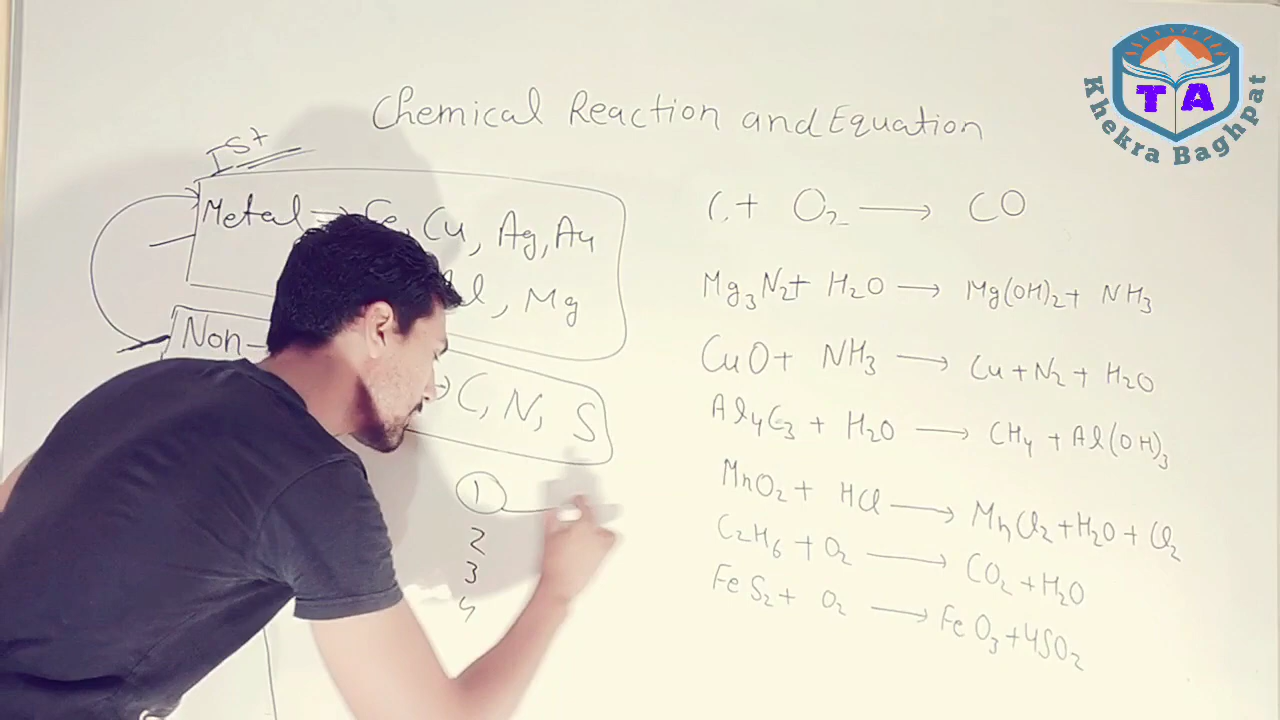 Chemical Reaction and Equation
Ist
Metal → Fe, Cu, Ag, Au
, Mg
Non-
→ C, N, S
1
2
3
4
C + O2 → CO
Mg3N2 + H2O → Mg(OH)2 + NH3
CuO + NH3 → Cu + N2 + H2O
Al4C3 + H2O → CH4 + Al(OH)3
MnO2 + HCl → MnCl2 + H2O + Cl2
C2H6 + O2 → CO2 + H2O
FeS2 + O2 → FeO3 + 4SO2
TA
Khekra Baghpat